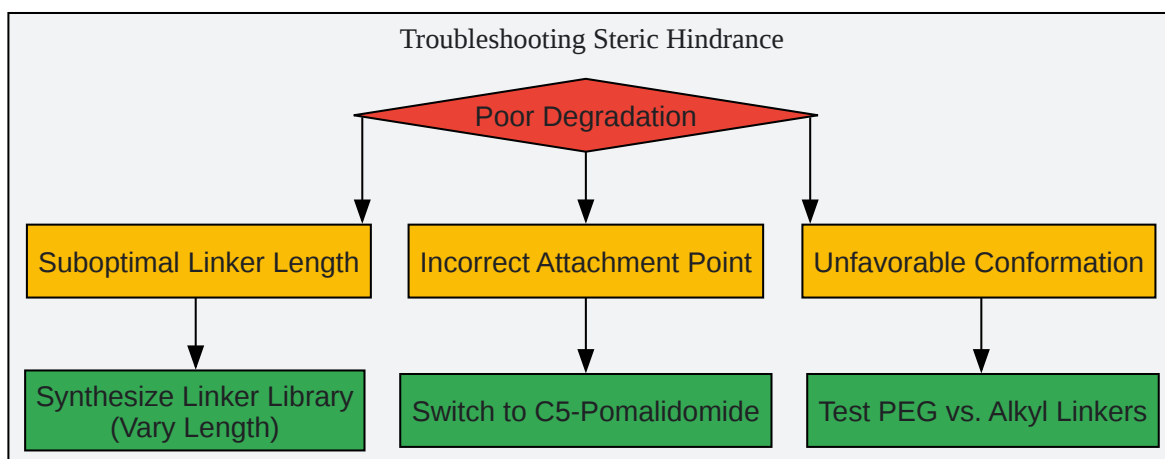 Troubleshooting Steric Hindrance
Poor Degradation
Suboptimal Linker Length
Incorrect Attachment Point
Unfavorable Conformation
Synthesize Linker Library
(Vary Length)
Switch to C5-Pomalidomide
Test PEG vs. Alkyl Linkers